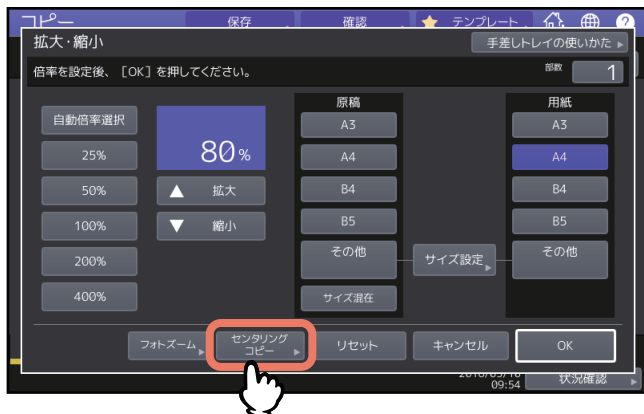 コピー 保存 確認 テンプレート ?
拡大・縮小 手差しトレイの使いかた
倍率を設定後、［OK］を押してください。 部数 1
原稿 用紙
自動倍率選択 A3 A3
25% 80% A4 A4
50% 拡大 B4 B4
100% 縮小 B5 B5
200% その他 サイズ設定 その他
400% サイズ混在
フォトズーム センタリング
コピー リセット キャンセル OK
09:54 状況確認